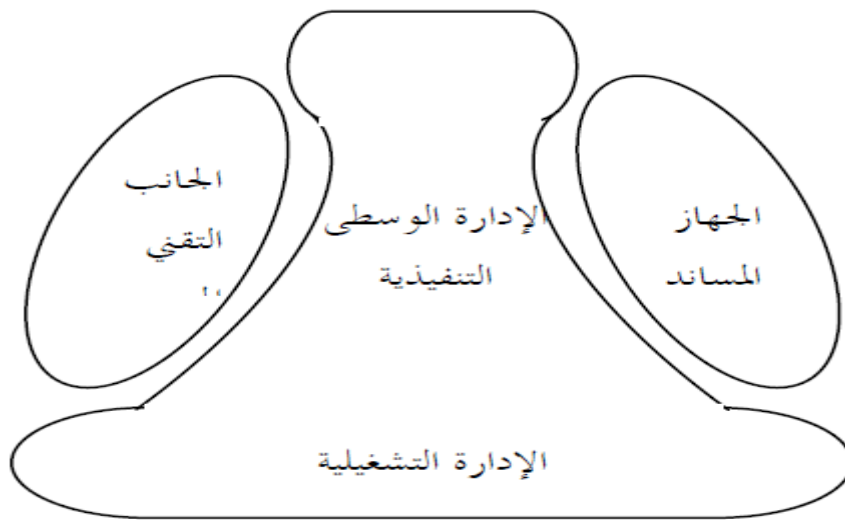 الجانب
التقني
الإدارة الوسطى
التنفيذية
الجهاز
المساند
الإدارة التشغيلية